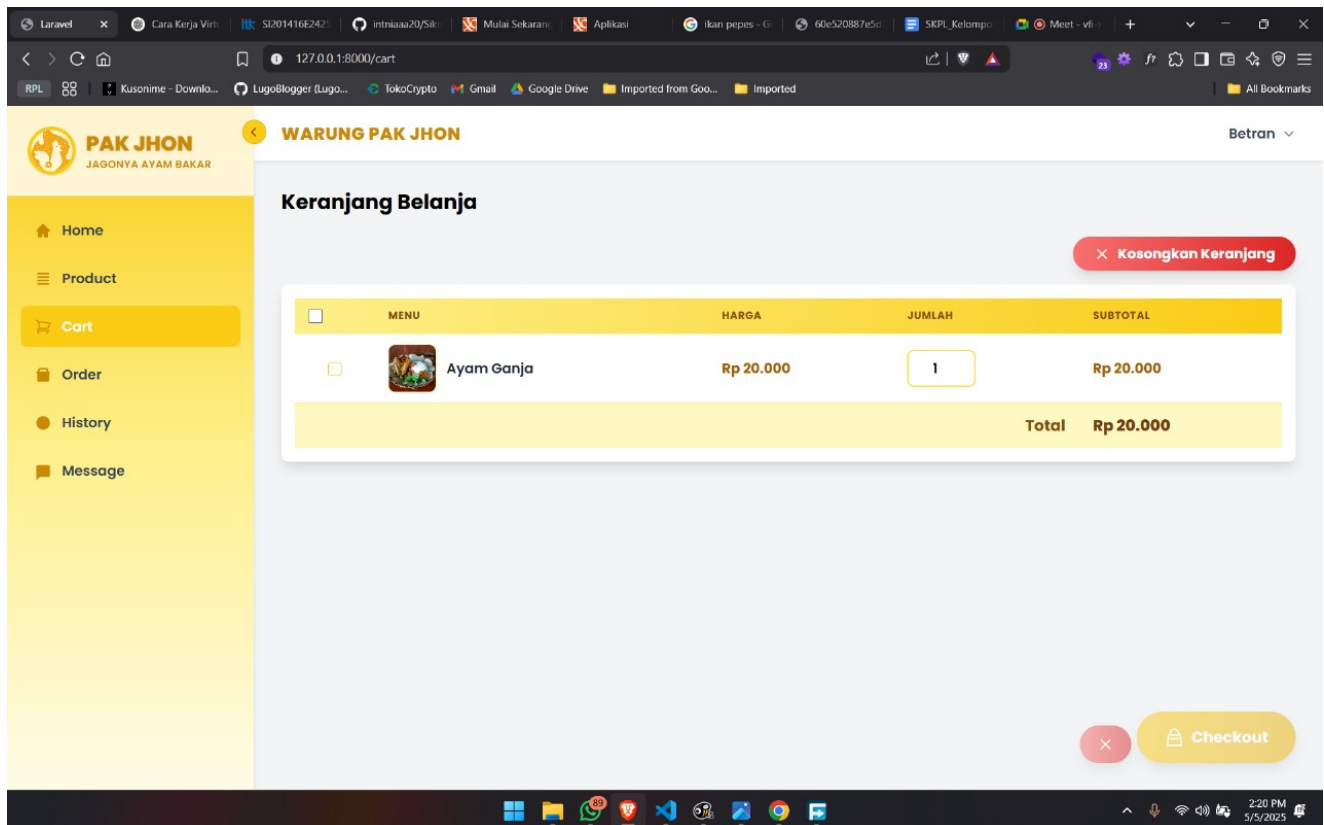 Laravel
Cara Kerja Virt
SI201416E2425
intniaaa20/Sik
Mulai Sekarang
Aplikasi
ikan pepes - G
60e520887e5d
SKPL_Kelompo
Meet - vfi-
127.0.0.1:8000/cart
23
RPL
Kusonime - Downlo...
LugoBlogger (Lugo...
TokoCrypto
Gmail
Google Drive
Imported from Goo...
Imported
All Bookmarks
PAK JHON
JAGONYA AYAM BAKAR
WARUNG PAK JHON
Betran
Home
Product
Cart
Order
History
Message
Keranjang Belanja
Kosongkan Keranjang
MENU HARGA JUMLAH SUBTOTAL
Ayam Ganja Rp 20.000 1 Rp 20.000
Total Rp 20.000
Checkout
89
2:20 PM
5/5/2025